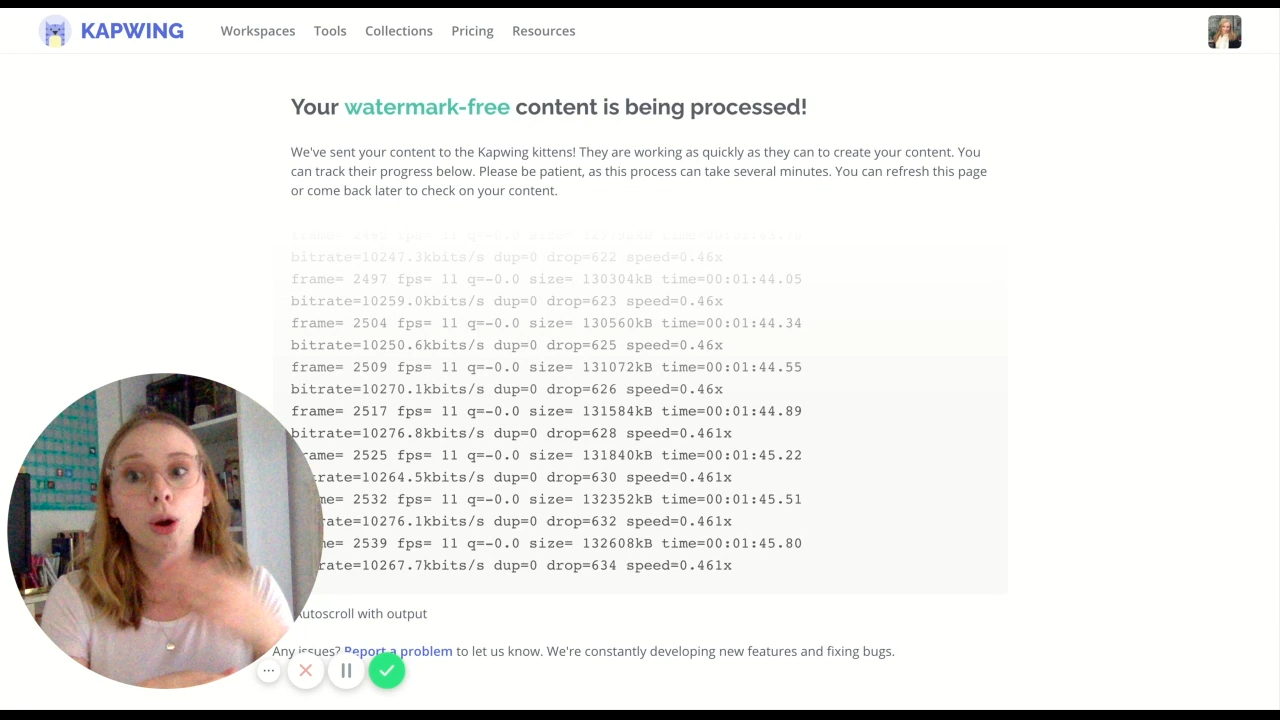 KAPWING
Workspaces Tools Collections Pricing Resources
Your watermark-free content is being processed!
We've sent your content to the Kapwing kittens! They are working as quickly as they can to create your content. You
can track their progress below. Please be patient, as this process can take several minutes. You can refresh this page
or come back later to check on your content.
bitrate=10247.3kbits/s dup=0 drop=622 speed=0.46x
frame= 2497 fps= 11 q=-0.0 size= 130304kB time=00:01:44.05
bitrate=10259.0kbits/s dup=0 drop=623 speed=0.46x
frame= 2504 fps= 11 q=-0.0 size= 130560kB time=00:01:44.34
bitrate=10250.6kbits/s dup=0 drop=625 speed=0.46x
frame= 2509 fps= 11 q=-0.0 size= 131072kB time=00:01:44.55
bitrate=10270.1kbits/s dup=0 drop=626 speed=0.46x
frame= 2517 fps= 11 q=-0.0 size= 131584kB time=00:01:44.89
bitrate=10276.8kbits/s dup=0 drop=628 speed=0.461x
me= 2525 fps= 11 q=-0.0 size= 131840kB time=00:01:45.22
rate=10264.5kbits/s dup=0 drop=630 speed=0.461x
me= 2532 fps= 11 q=-0.0 size= 132352kB time=00:01:45.51
rate=10276.1kbits/s dup=0 drop=632 speed=0.461x
me= 2539 fps= 11 q=-0.0 size= 132608kB time=00:01:45.80
rate=10267.7kbits/s dup=0 drop=634 speed=0.461x
Autoscroll with output
Any issues? Report a problem to let us know. We're constantly developing new features and fixing bugs.